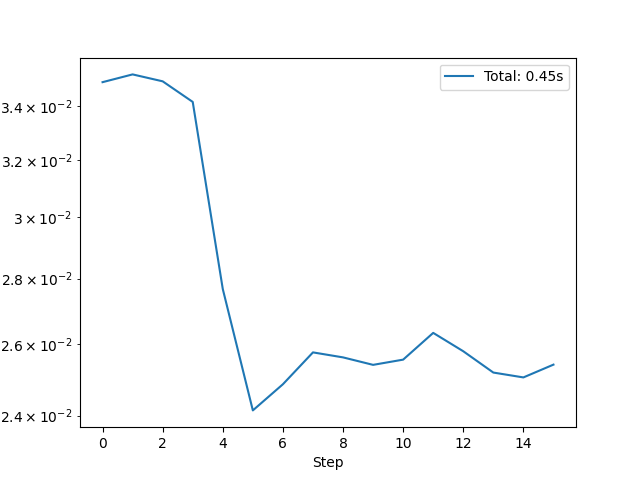 Total: 0.45s
3.4 × 10⁻²
3.2 × 10⁻²
3 × 10⁻²
2.8 × 10⁻²
2.6 × 10⁻²
2.4 × 10⁻²
0 2 4 6 8 10 12 14
Step